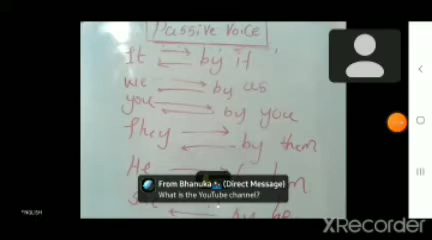 Passive Voice
It ⇄ by it
we ⇄ by us
you ⇄ by you
They ⇄ by them
He
From Bhanuka (Direct Message)
What is the YouTube channel?
XRecorder